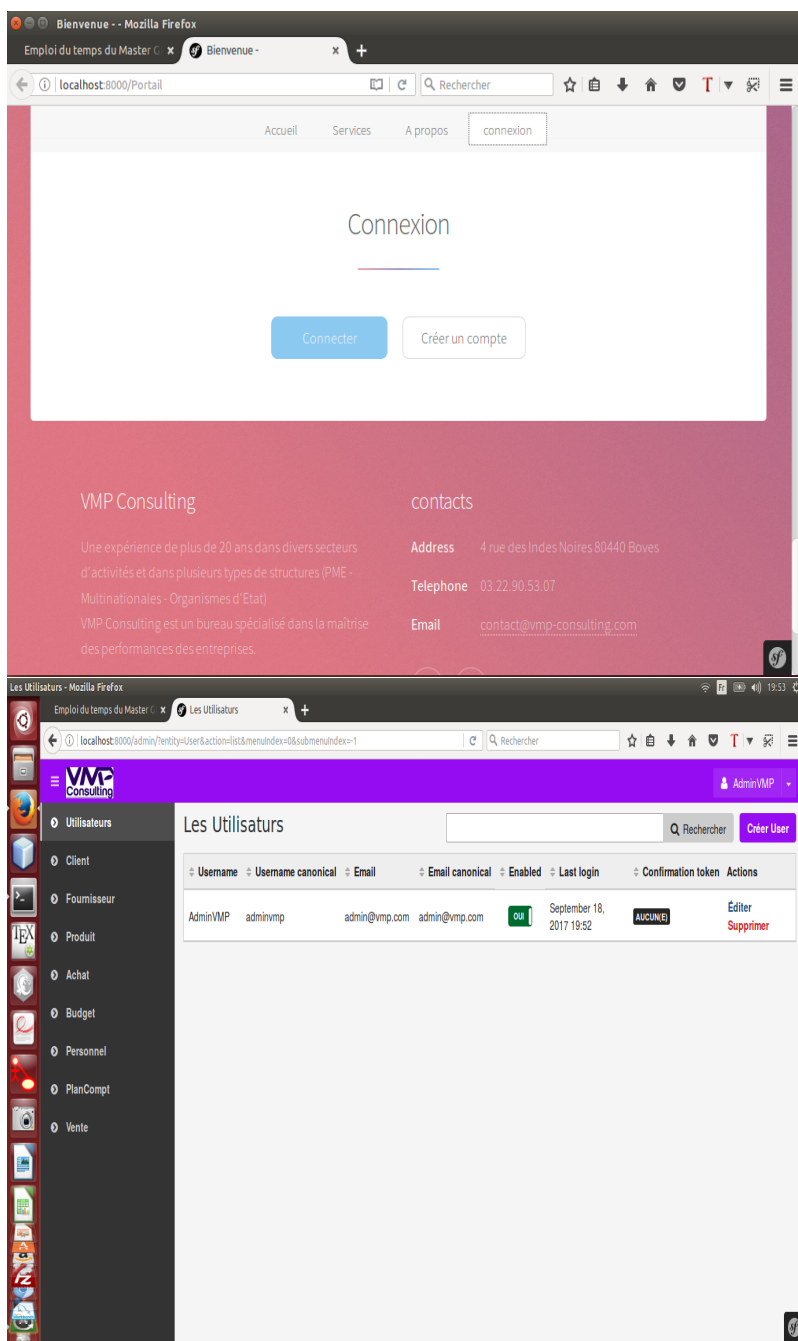 Bienvenue - - Mozilla Firefox
Emploi du temps du Master G
Bienvenue -
localhost:8000/Portail
Rechercher
Accueil Services A propos connexion
Connexion
Connecter Créer un compte
VMP Consulting
Une expérience de plus de 20 ans dans divers secteurs
d'activités et dans plusieurs types de structures (PME -
Multinationales - Organismes d'Etat)
VMP Consulting est un bureau spécialisé dans la maîtrise
des performances des entreprises.
contacts
Address 4 rue des Indes Noires 80440 Boves
Telephone 03.22.90.53.07
Email contact@vmp-consulting.com
sf
Les Utilisaturs - Mozilla Firefox
Fr 19:53
Emploi du temps du Master G
Les Utilisaturs
localhost:8000/admin/?entity=User&action=list&menuIndex=0&submenuIndex=-1
Rechercher
VMP Consulting
AdminVMP
Utilisateurs
Client
Fournisseur
Produit
Achat
Budget
Personnel
PlanCompt
Vente
Les Utilisaturs
Rechercher
Créer User
Username Username canonical Email Email canonical Enabled Last login Confirmation token Actions
AdminVMP adminvmp admin@vmp.com admin@vmp.com OUI September 18, 2017 19:52 AUCUN(E) Éditer
Supprimer
TEX
sf